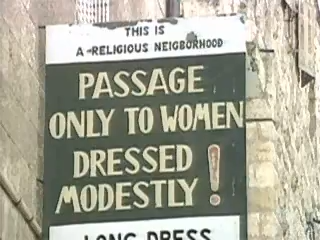 THIS IS
A RELIGIOUS NEIGBORHOOD
PASSAGE
ONLY TO WOMEN
DRESSED
MODESTLY!
LONG DRESS